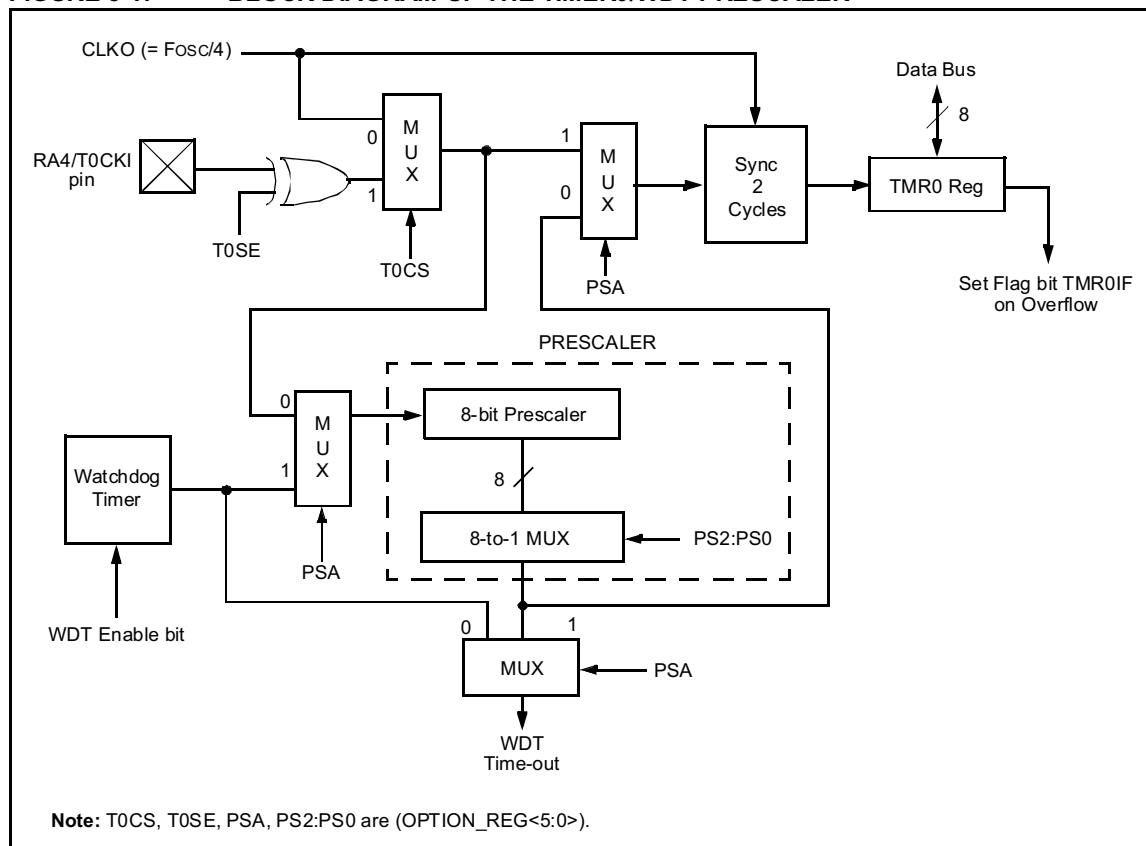 CLKO (= FOSC/4)
Data Bus
8
RA4/T0CKI
pin
T0SE
0
1
M
U
X
T0CS
1
0
M
U
X
PSA
Sync
2
Cycles
TMR0 Reg
Set Flag bit TMR0IF
on Overflow
PRESCALER
0
1
M
U
X
PSA
8-bit Prescaler
8
8-to-1 MUX
PS2:PS0
Watchdog
Timer
WDT Enable bit
0
1
MUX
PSA
WDT
Time-out
Note: T0CS, T0SE, PSA, PS2:PS0 are (OPTION_REG<5:0>).